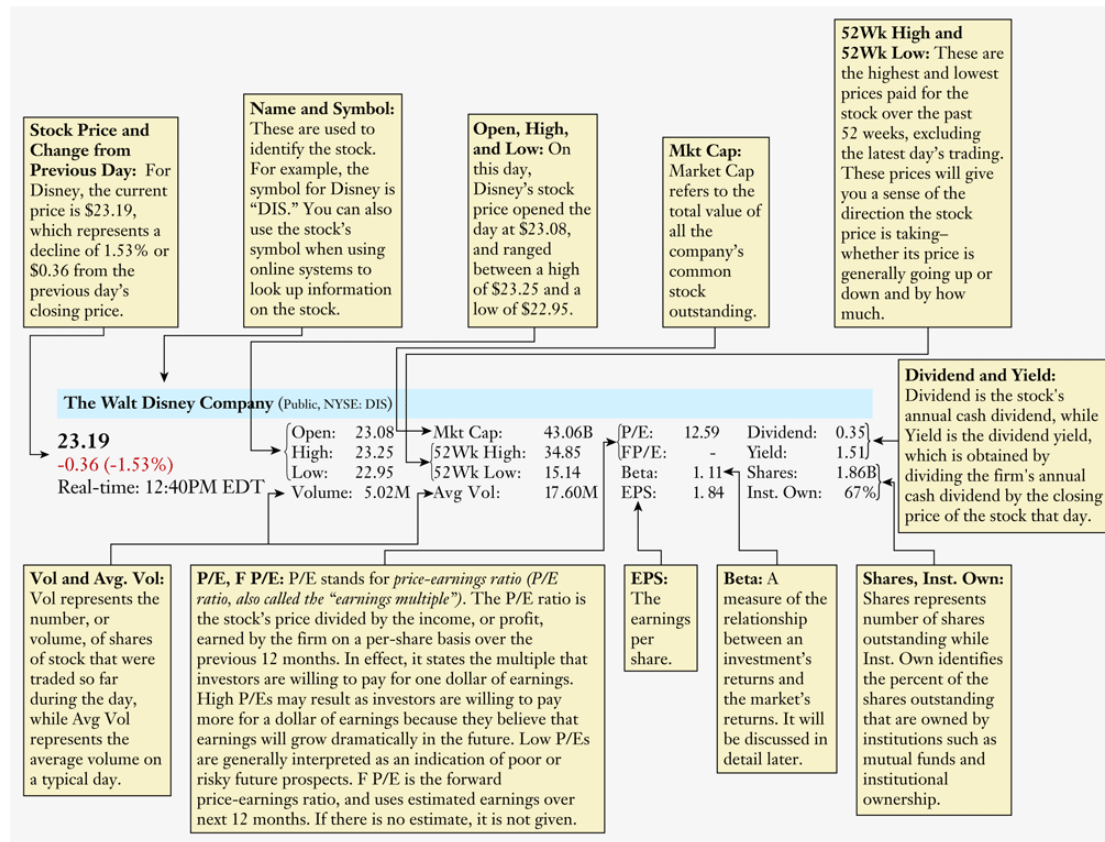 Stock Price and
Change from
Previous Day: For
Disney, the current
price is $23.19,
which represents a
decline of 1.53% or
$0.36 from the
previous day's
closing price.
Name and Symbol:
These are used to
identify the stock.
For example, the
symbol for Disney is
“DIS.” You can also
use the stock's
symbol when using
online systems to
look up information
on the stock.
Open, High,
and Low: On
this day,
Disney's stock
price opened the
day at $23.08,
and ranged
between a high
of $23.25 and a
low of $22.95.
Mkt Cap:
Market Cap
refers to the
total value of
all the
company's
common
stock
outstanding.
52Wk High and
52Wk Low: These are
the highest and lowest
prices paid for the
stock over the past
52 weeks, excluding
the latest day's trading.
These prices will give
you a sense of the
direction the stock
price is taking–
whether its price is
generally going up or
down and by how
much.
Dividend and Yield:
Dividend is the stock's
annual cash dividend, while
Yield is the dividend yield,
which is obtained by
dividing the firm's annual
cash dividend by the closing
price of the stock that day.
The Walt Disney Company (Public, NYSE: DIS)
23.19
-0.36 (-1.53%)
Real-time: 12:40PM EDT
Open: 23.08 Mkt Cap: 43.06B P/E: 12.59 Dividend: 0.35
High: 23.25 52Wk High: 34.85 FP/E: - Yield: 1.51
Low: 22.95 52Wk Low: 15.14 Beta: 1. 11 Shares: 1.86B
Volume: 5.02M Avg Vol: 17.60M EPS: 1. 84 Inst. Own: 67%
Vol and Avg. Vol:
Vol represents the
number, or
volume, of shares
of stock that were
traded so far
during the day,
while Avg Vol
represents the
average volume on
a typical day.
P/E, F P/E: P/E stands for price-earnings ratio (P/E
ratio, also called the “earnings multiple”). The P/E ratio is
the stock's price divided by the income, or profit,
earned by the firm on a per-share basis over the
previous 12 months. In effect, it states the multiple that
investors are willing to pay for one dollar of earnings.
High P/Es may result as investors are willing to pay
more for a dollar of earnings because they believe that
earnings will grow dramatically in the future. Low P/Es
are generally interpreted as an indication of poor or
risky future prospects. F P/E is the forward
price-earnings ratio, and uses estimated earnings over
next 12 months. If there is no estimate, it is not given.
EPS:
The
earnings
per
share.
Beta: A
measure of the
relationship
between an
investment's
returns and
the market's
returns. It will
be discussed in
detail later.
Shares, Inst. Own:
Shares represents
number of shares
outstanding while
Inst. Own identifies
the percent of the
shares outstanding
that are owned by
institutions such as
mutual funds and
institutional
ownership.